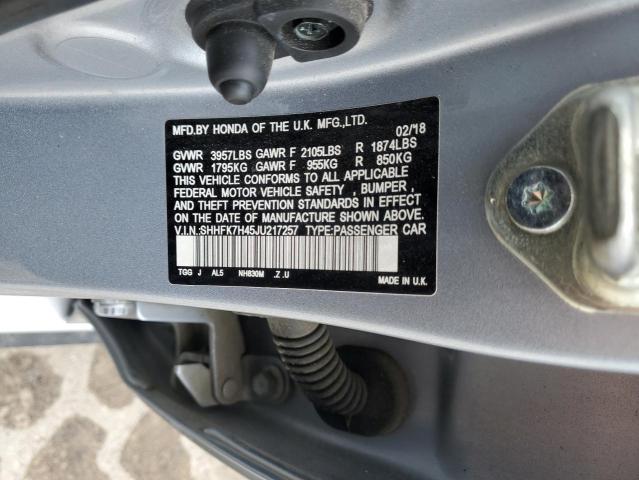 MFD.BY HONDA OF THE U.K. MFG.,LTD.
02/'18
GVWR 3957LBS GAWR F 2105LBS R 1874LBS
GVWR 1795KG GAWR F 955KG R 850KG
THIS VEHICLE CONFORMS TO ALL APPLICABLE
FEDERAL MOTOR VEHICLE SAFETY , BUMPER ,
AND THEFT PREVENTION STANDARDS IN EFFECT
ON THE DATE OF MANUFACTURE SHOWN ABOVE.
V.I.N.:SHHFK7H45JU217257 TYPE:PASSENGER CAR
TGG J AL5 NH830M .Z .U
MADE IN U.K.